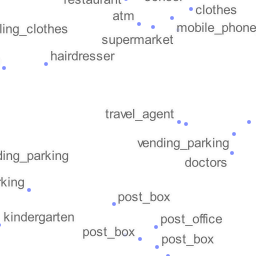 restaurant
clothes
atm
ling_clothes
mobile_phone
supermarket
hairdresser
travel_agent
vending_parking
ding_parking
doctors
rking
post_box
kindergarten
post_office
post_box
post_box